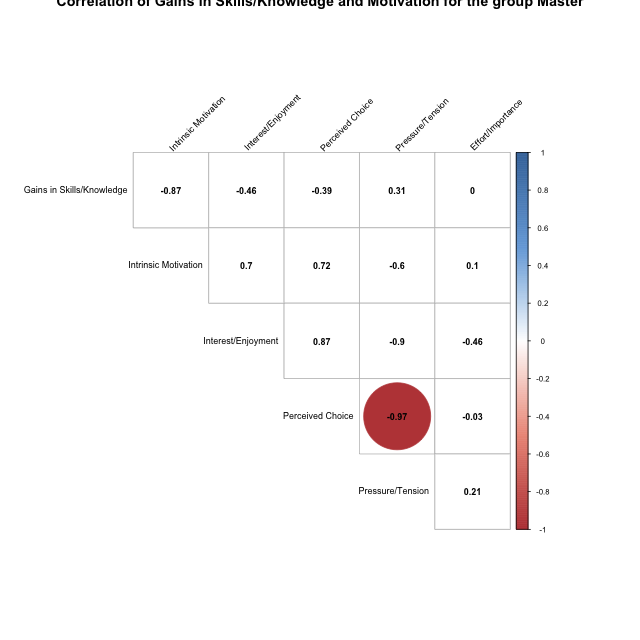 Correlation of Gains in Skills/Knowledge and Motivation for the group Master
Intrinsic Motivation
Interest/Enjoyment
Perceived Choice
Pressure/Tension
Effort/Importance
Gains in Skills/Knowledge -0.87 -0.46 -0.39 0.31 0
Intrinsic Motivation 0.7 0.72 -0.6 0.1
Interest/Enjoyment 0.87 -0.9 -0.46
Perceived Choice -0.97 -0.03
Pressure/Tension 0.21
1
0.8
0.6
0.4
0.2
0
-0.2
-0.4
-0.6
-0.8
-1